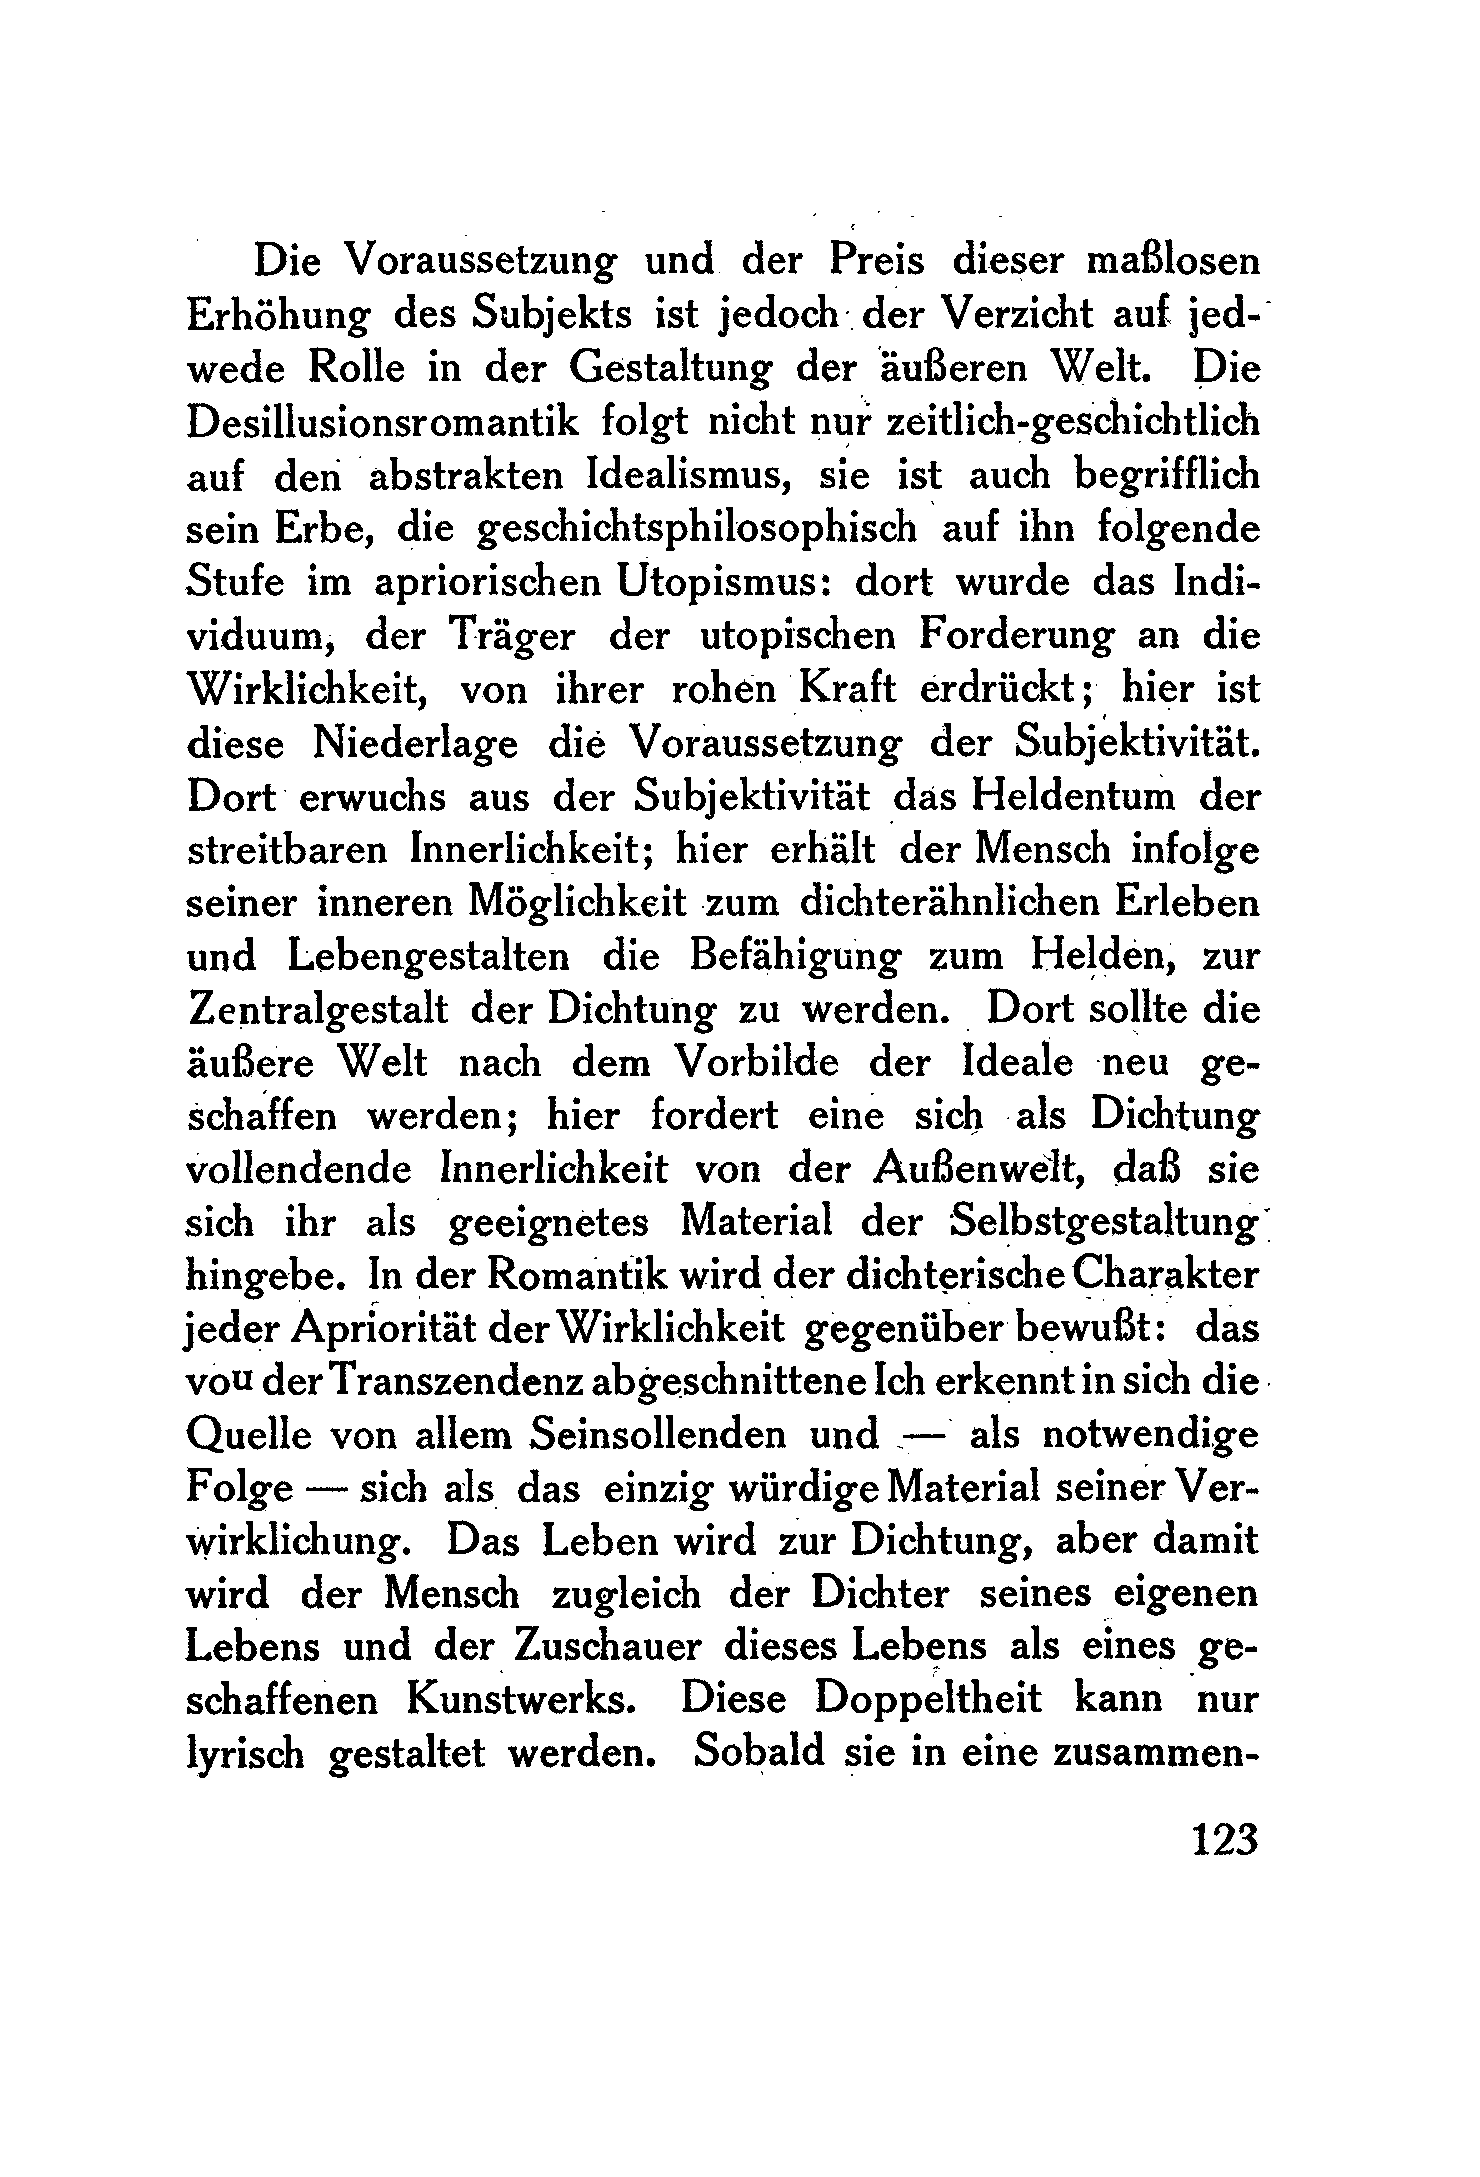 Die Voraussetzung und der Preis dieser maßlosen
Erhöhung des Subjekts ist jedoch der Verzicht auf jed-
wede Rolle in der Gestaltung der äußeren Welt. Die
Desillusionsromantik folgt nicht nur zeitlich-geschichtlich
auf den abstrakten Idealismus, sie ist auch begrifflich
sein Erbe, die geschichtsphilosophisch auf ihn folgende
Stufe im apriorischen Utopismus: dort wurde das Indi-
viduum, der Träger der utopischen Forderung an die
Wirklichkeit, von ihrer rohen Kraft erdrückt; hier ist
diese Niederlage die Voraussetzung der Subjektivität.
Dort erwuchs aus der Subjektivität das Heldentum der
streitbaren Innerlichkeit; hier erhält der Mensch infolge
seiner inneren Möglichkeit zum dichterähnlichen Erleben
und Lebengestalten die Befähigung zum Helden, zur
Zentralgestalt der Dichtung zu werden. Dort sollte die
äußere Welt nach dem Vorbilde der Ideale neu ge-
schaffen werden; hier fordert eine sich als Dichtung
vollendende Innerlichkeit von der Außenwelt, daß sie
sich ihr als geeignetes Material der Selbstgestaltung
hingebe. In der Romantik wird der dichterische Charakter
jeder Apriorität der Wirklichkeit gegenüber bewußt: das
vou der Transzendenz abgeschnittene Ich erkennt in sich die
Quelle von allem Seinsollenden und — als notwendige
Folge — sich als das einzig würdige Material seiner Ver-
wirklichung. Das Leben wird zur Dichtung, aber damit
wird der Mensch zugleich der Dichter seines eigenen
Lebens und der Zuschauer dieses Lebens als eines ge-
schaffenen Kunstwerks. Diese Doppeltheit kann nur
lyrisch gestaltet werden. Sobald sie in eine zusammen-
123